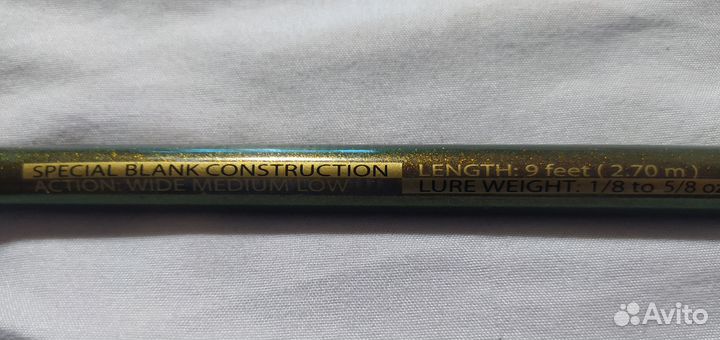 SPECIAL BLANK CONSTRUCTION
ACTION: WIDE MEDIUM LOW
LENGTH: 9 feet ( 2.70 m )
LURE WEIGHT: 1/8 to 5/8 oz
Avito